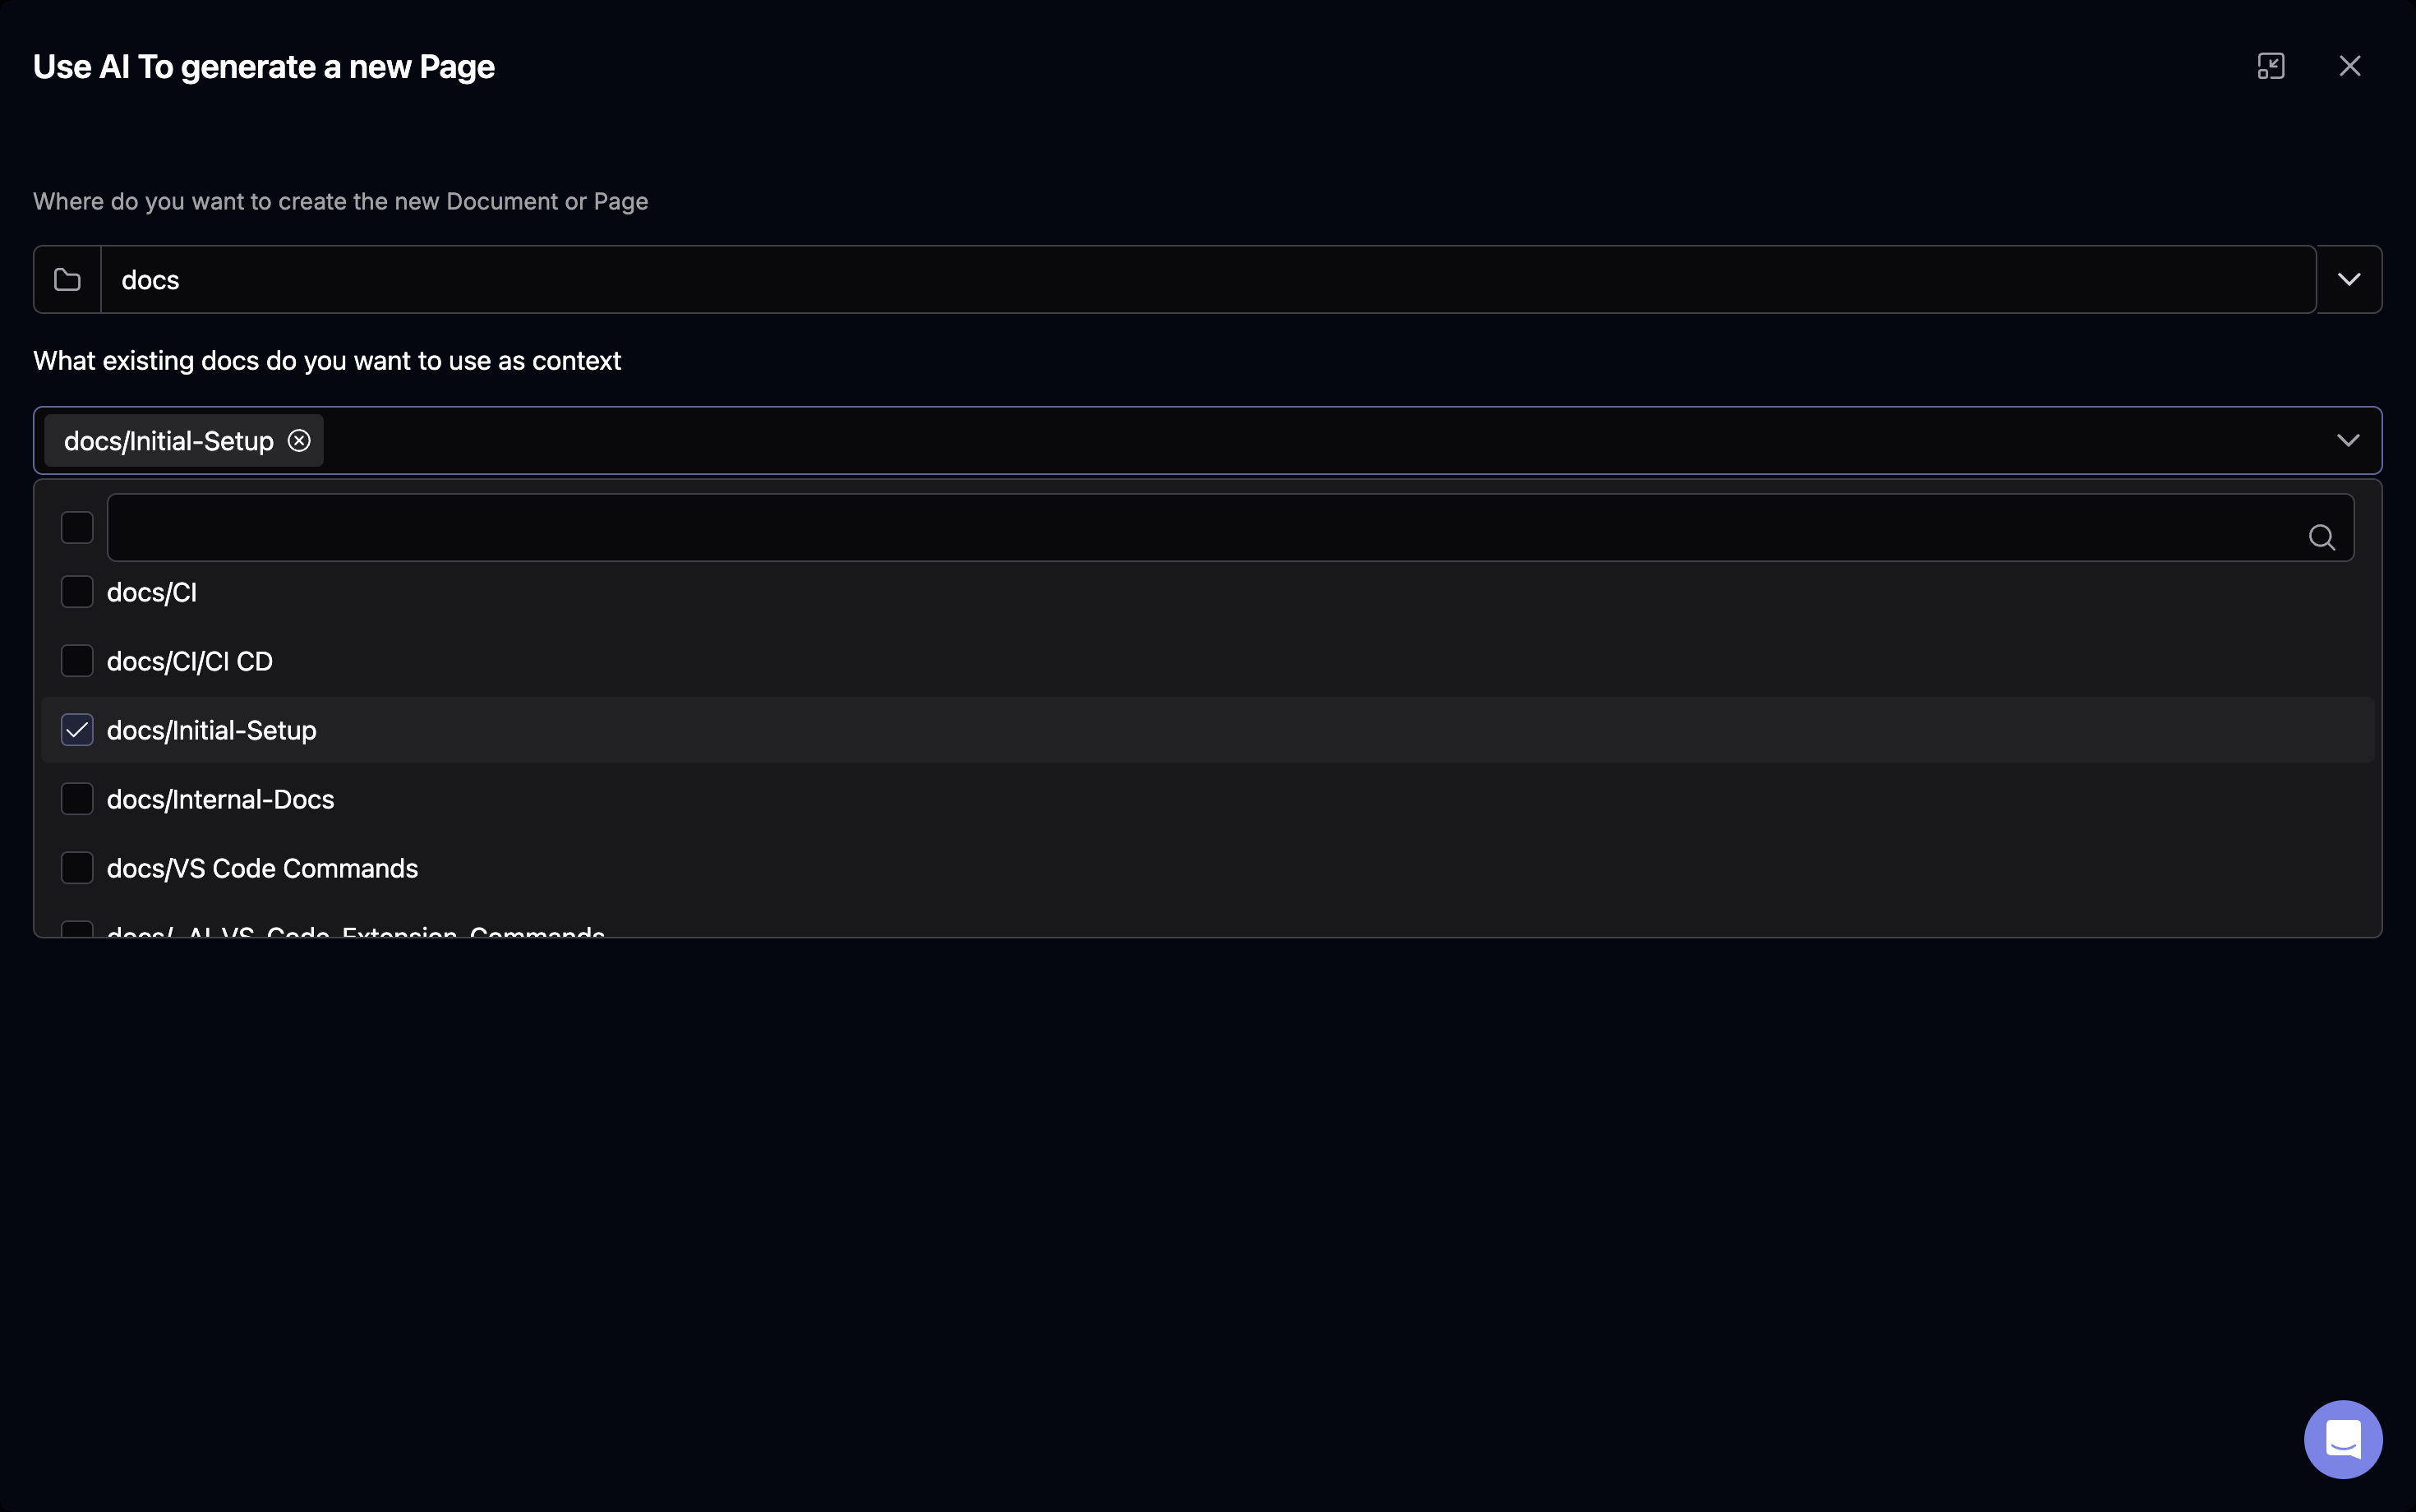 Use AI To generate a new Page
Where do you want to create the new Document or Page
docs
What existing docs do you want to use as context
docs/Initial-Setup
docs/CI
docs/CI/CI CD
docs/Initial-Setup
docs/Internal-Docs
docs/VS Code Commands
docs/_AI_VS_Code_Extension_Commands